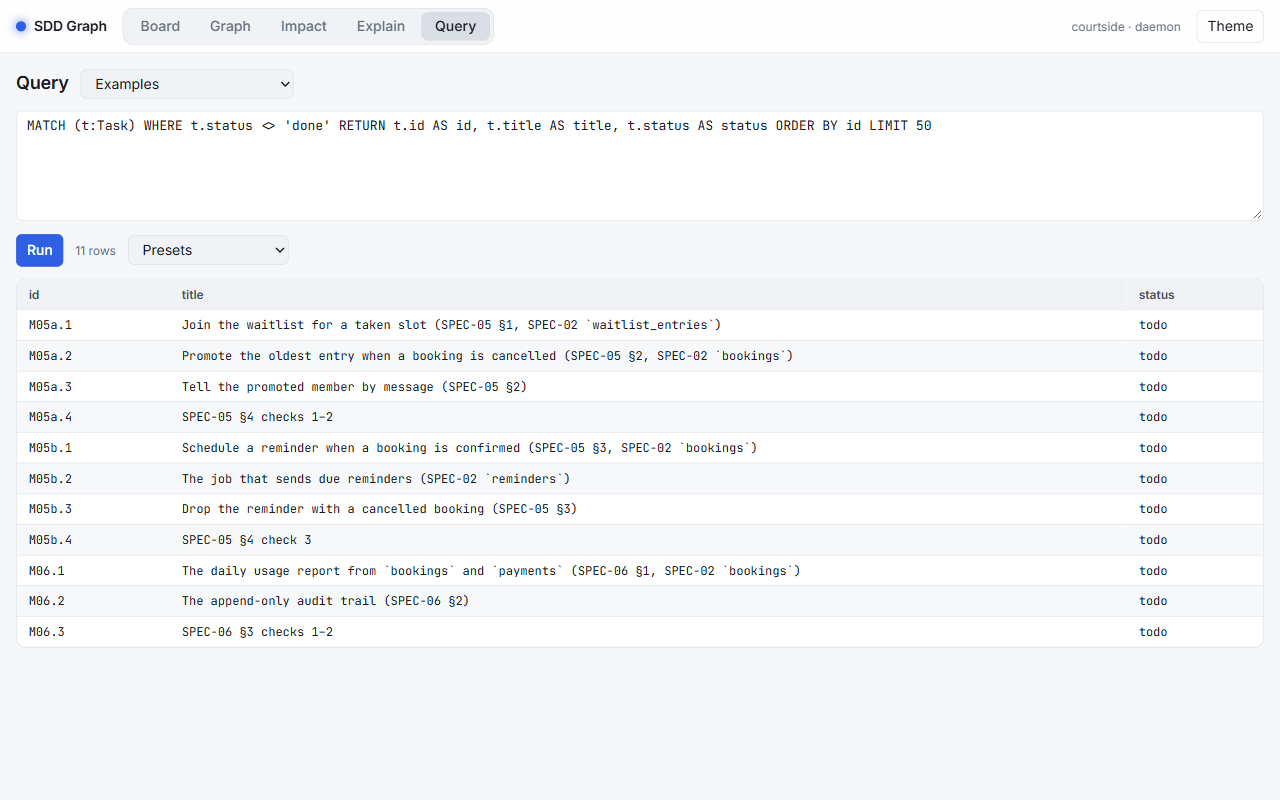 SDD Graph Board Graph Impact Explain Query courtside · daemon Theme
Query Examples
MATCH (t:Task) WHERE t.status <> 'done' RETURN t.id AS id, t.title AS title, t.status AS status ORDER BY id LIMIT 50
Run 11 rows Presets
id title status
M05a.1 Join the waitlist for a taken slot (SPEC-05 §1, SPEC-02 `waitlist_entries`) todo
M05a.2 Promote the oldest entry when a booking is cancelled (SPEC-05 §2, SPEC-02 `bookings`) todo
M05a.3 Tell the promoted member by message (SPEC-05 §2) todo
M05a.4 SPEC-05 §4 checks 1–2 todo
M05b.1 Schedule a reminder when a booking is confirmed (SPEC-05 §3, SPEC-02 `bookings`) todo
M05b.2 The job that sends due reminders (SPEC-02 `reminders`) todo
M05b.3 Drop the reminder with a cancelled booking (SPEC-05 §3) todo
M05b.4 SPEC-05 §4 check 3 todo
M06.1 The daily usage report from `bookings` and `payments` (SPEC-06 §1, SPEC-02 `bookings`) todo
M06.2 The append-only audit trail (SPEC-06 §2) todo
M06.3 SPEC-06 §3 checks 1–2 todo